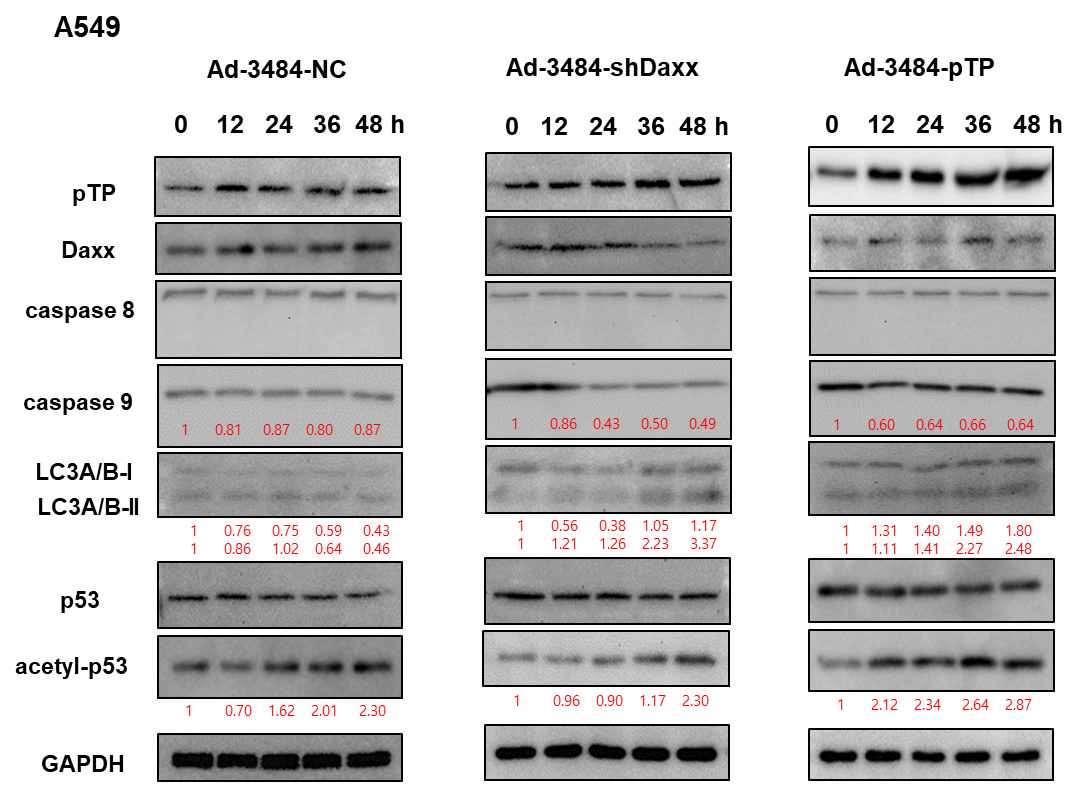 A549
Ad-3484-NC Ad-3484-shDaxx Ad-3484-pTP
0 12 24 36 48 h 0 12 24 36 48 h 0 12 24 36 48 h
pTP
Daxx
caspase 8
caspase 9
1 0.81 0.87 0.80 0.87 1 0.86 0.43 0.50 0.49 1 0.60 0.64 0.66 0.64
LC3A/B-I
LC3A/B-II
1 0.76 0.75 0.59 0.43 1 0.56 0.38 1.05 1.17 1 1.31 1.40 1.49 1.80
1 0.86 1.02 0.64 0.46 1 1.21 1.26 2.23 3.37 1 1.11 1.41 2.27 2.48
p53
acetyl-p53
1 0.70 1.62 2.01 2.30 1 0.96 0.90 1.17 2.30 1 2.12 2.34 2.64 2.87
GAPDH